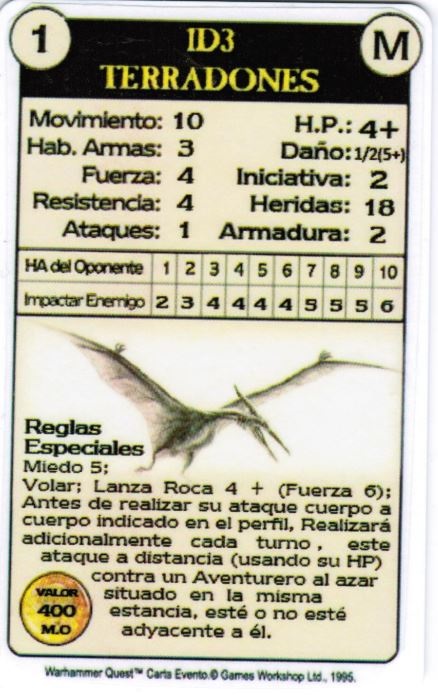 1
1D3
M
TERRADONES
Movimiento: 10
H.P.: 4+
Hab. Armas: 3
Daño: 1/2(5+)
Fuerza: 4
Iniciativa: 2
Resistencia: 4
Heridas: 18
Ataques: 1
Armadura: 2
HA del Oponente 1 2 3 4 5 6 7 8 9 10
Impactar Enemigo 2 3 4 4 4 4 5 5 5 6
Reglas
Especiales
Miedo 5;
Volar; Lanza Roca 4 + (Fuerza 6);
Antes de realizar su ataque cuerpo a
cuerpo indicado en el perfil, Realizará
adicionalmente cada turno , este
ataque a distancia (usando su HP)
contra un Aventurero al azar
situado en la misma
estancia, esté o no esté
adyacente a él.
VALOR
400
M.O
Warhammer Quest™ Carta Evento.© Games Workshop Ltd., 1995.